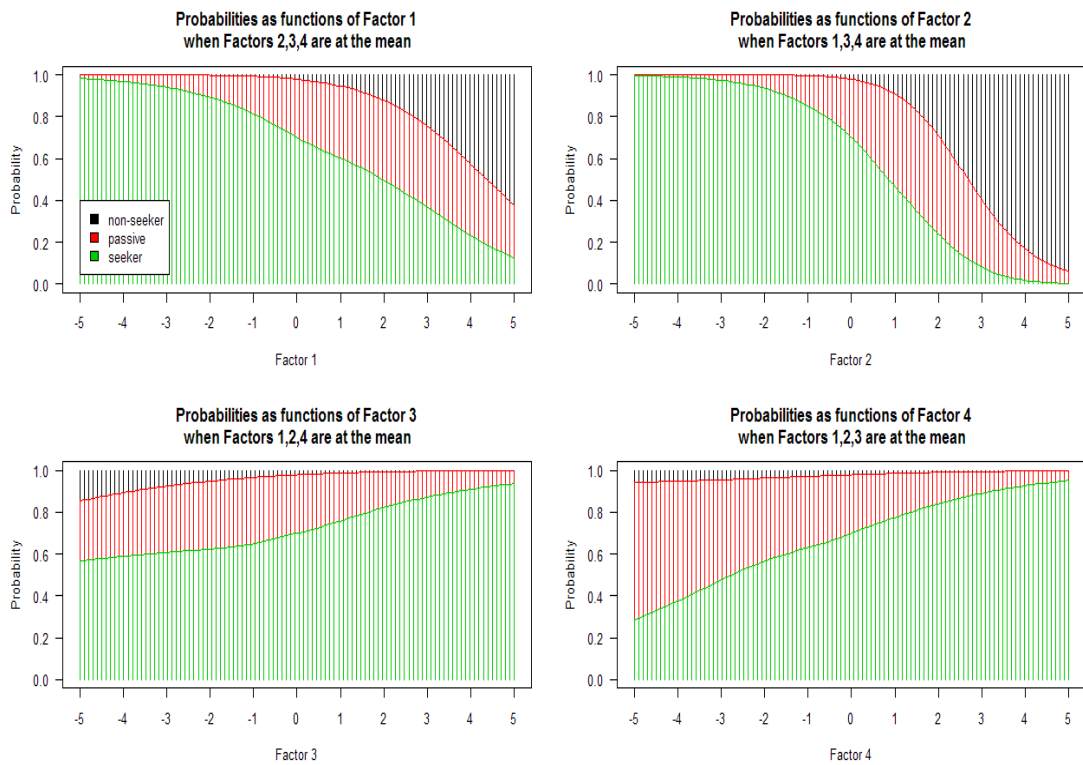 Probabilities as functions of Factor 1
when Factors 2,3,4 are at the mean
Probability
1.0
0.8
0.6
0.4
0.2
0.0
non-seeker
passive
seeker
-5 -4 -3 -2 -1 0 1 2 3 4 5
Factor 1
Probabilities as functions of Factor 2
when Factors 1,3,4 are at the mean
Probability
1.0
0.8
0.6
0.4
0.2
0.0
-5 -4 -3 -2 -1 0 1 2 3 4 5
Factor 2
Probabilities as functions of Factor 3
when Factors 1,2,4 are at the mean
Probability
1.0
0.8
0.6
0.4
0.2
0.0
-5 -4 -3 -2 -1 0 1 2 3 4 5
Factor 3
Probabilities as functions of Factor 4
when Factors 1,2,3 are at the mean
Probability
1.0
0.8
0.6
0.4
0.2
0.0
-5 -4 -3 -2 -1 0 1 2 3 4 5
Factor 4